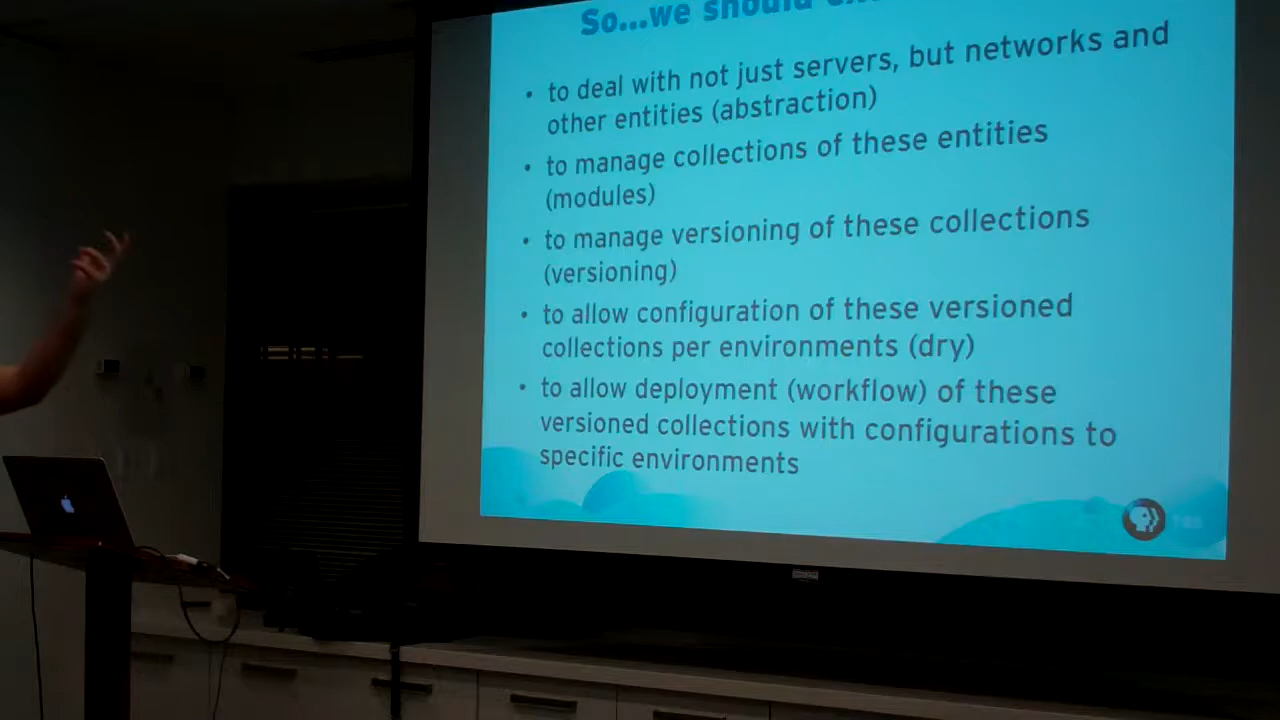 So...we should
• to deal with not just servers, but networks and
other entities (abstraction)
• to manage collections of these entities
(modules)
• to manage versioning of these collections
(versioning)
• to allow configuration of these versioned
collections per environments (dry)
• to allow deployment (workflow) of these
versioned collections with configurations to
specific environments